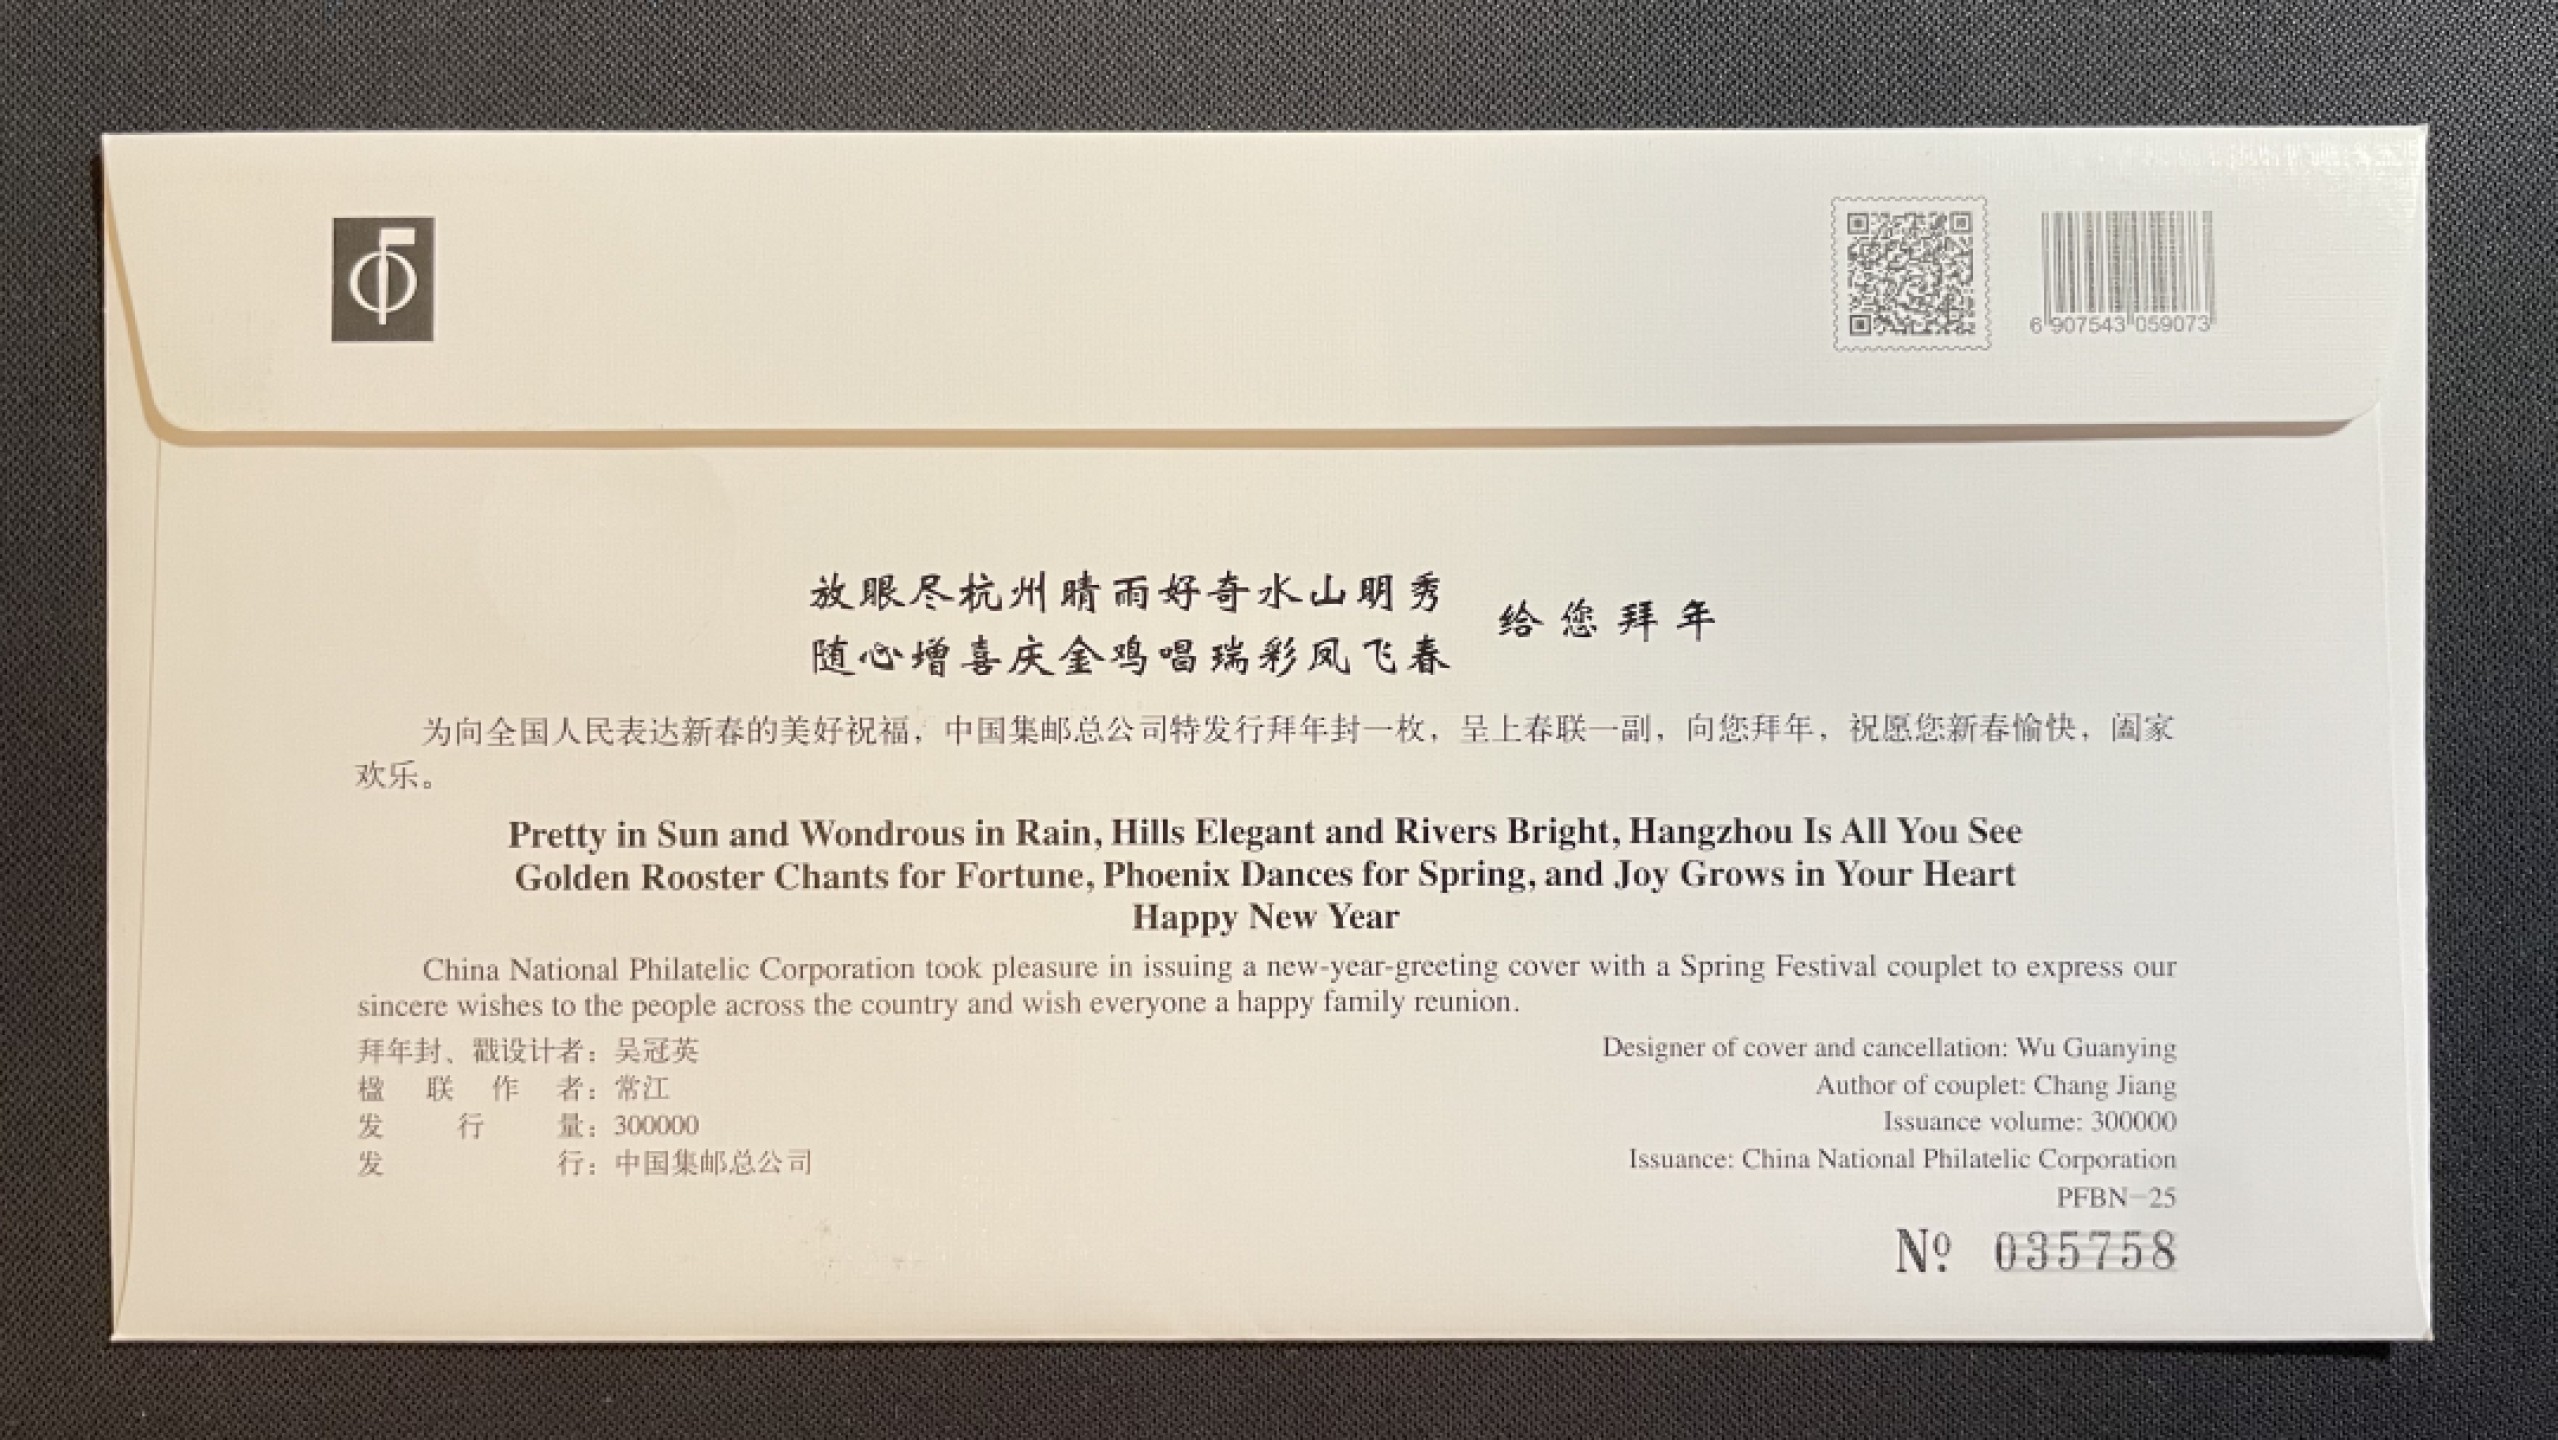 6 907543 059073
放眼尽杭州晴雨好奇水山明秀
随心增喜庆金鸡唱瑞彩凤飞春
给您拜年
为向全国人民表达新春的美好祝福，中国集邮总公司特发行拜年封一枚，呈上春联一副，向您拜年，祝愿您新春愉快，阖家
欢乐。
Pretty in Sun and Wondrous in Rain, Hills Elegant and Rivers Bright, Hangzhou Is All You See
Golden Rooster Chants for Fortune, Phoenix Dances for Spring, and Joy Grows in Your Heart
Happy New Year
China National Philatelic Corporation took pleasure in issuing a new-year-greeting cover with a Spring Festival couplet to express our
sincere wishes to the people across the country and wish everyone a happy family reunion.
拜年封、戳设计者：吴冠英
楹联作者：常江
发行量：300000
发行：中国集邮总公司
Designer of cover and cancellation: Wu Guanying
Author of couplet: Chang Jiang
Issuance volume: 300000
Issuance: China National Philatelic Corporation
PFBN-25
Nº 035758